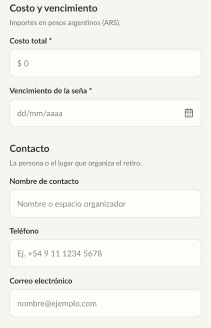 Costo y vencimiento
Importes en pesos argentinos (ARS).
Costo total *
$ 0
Vencimiento de la seña *
dd/mm/aaaa
Contacto
La persona o el lugar que organiza el retiro.
Nombre de contacto
Nombre o espacio organizador
Teléfono
Ej. +54 9 11 1234 5678
Correo electrónico
nombre@ejemplo.com